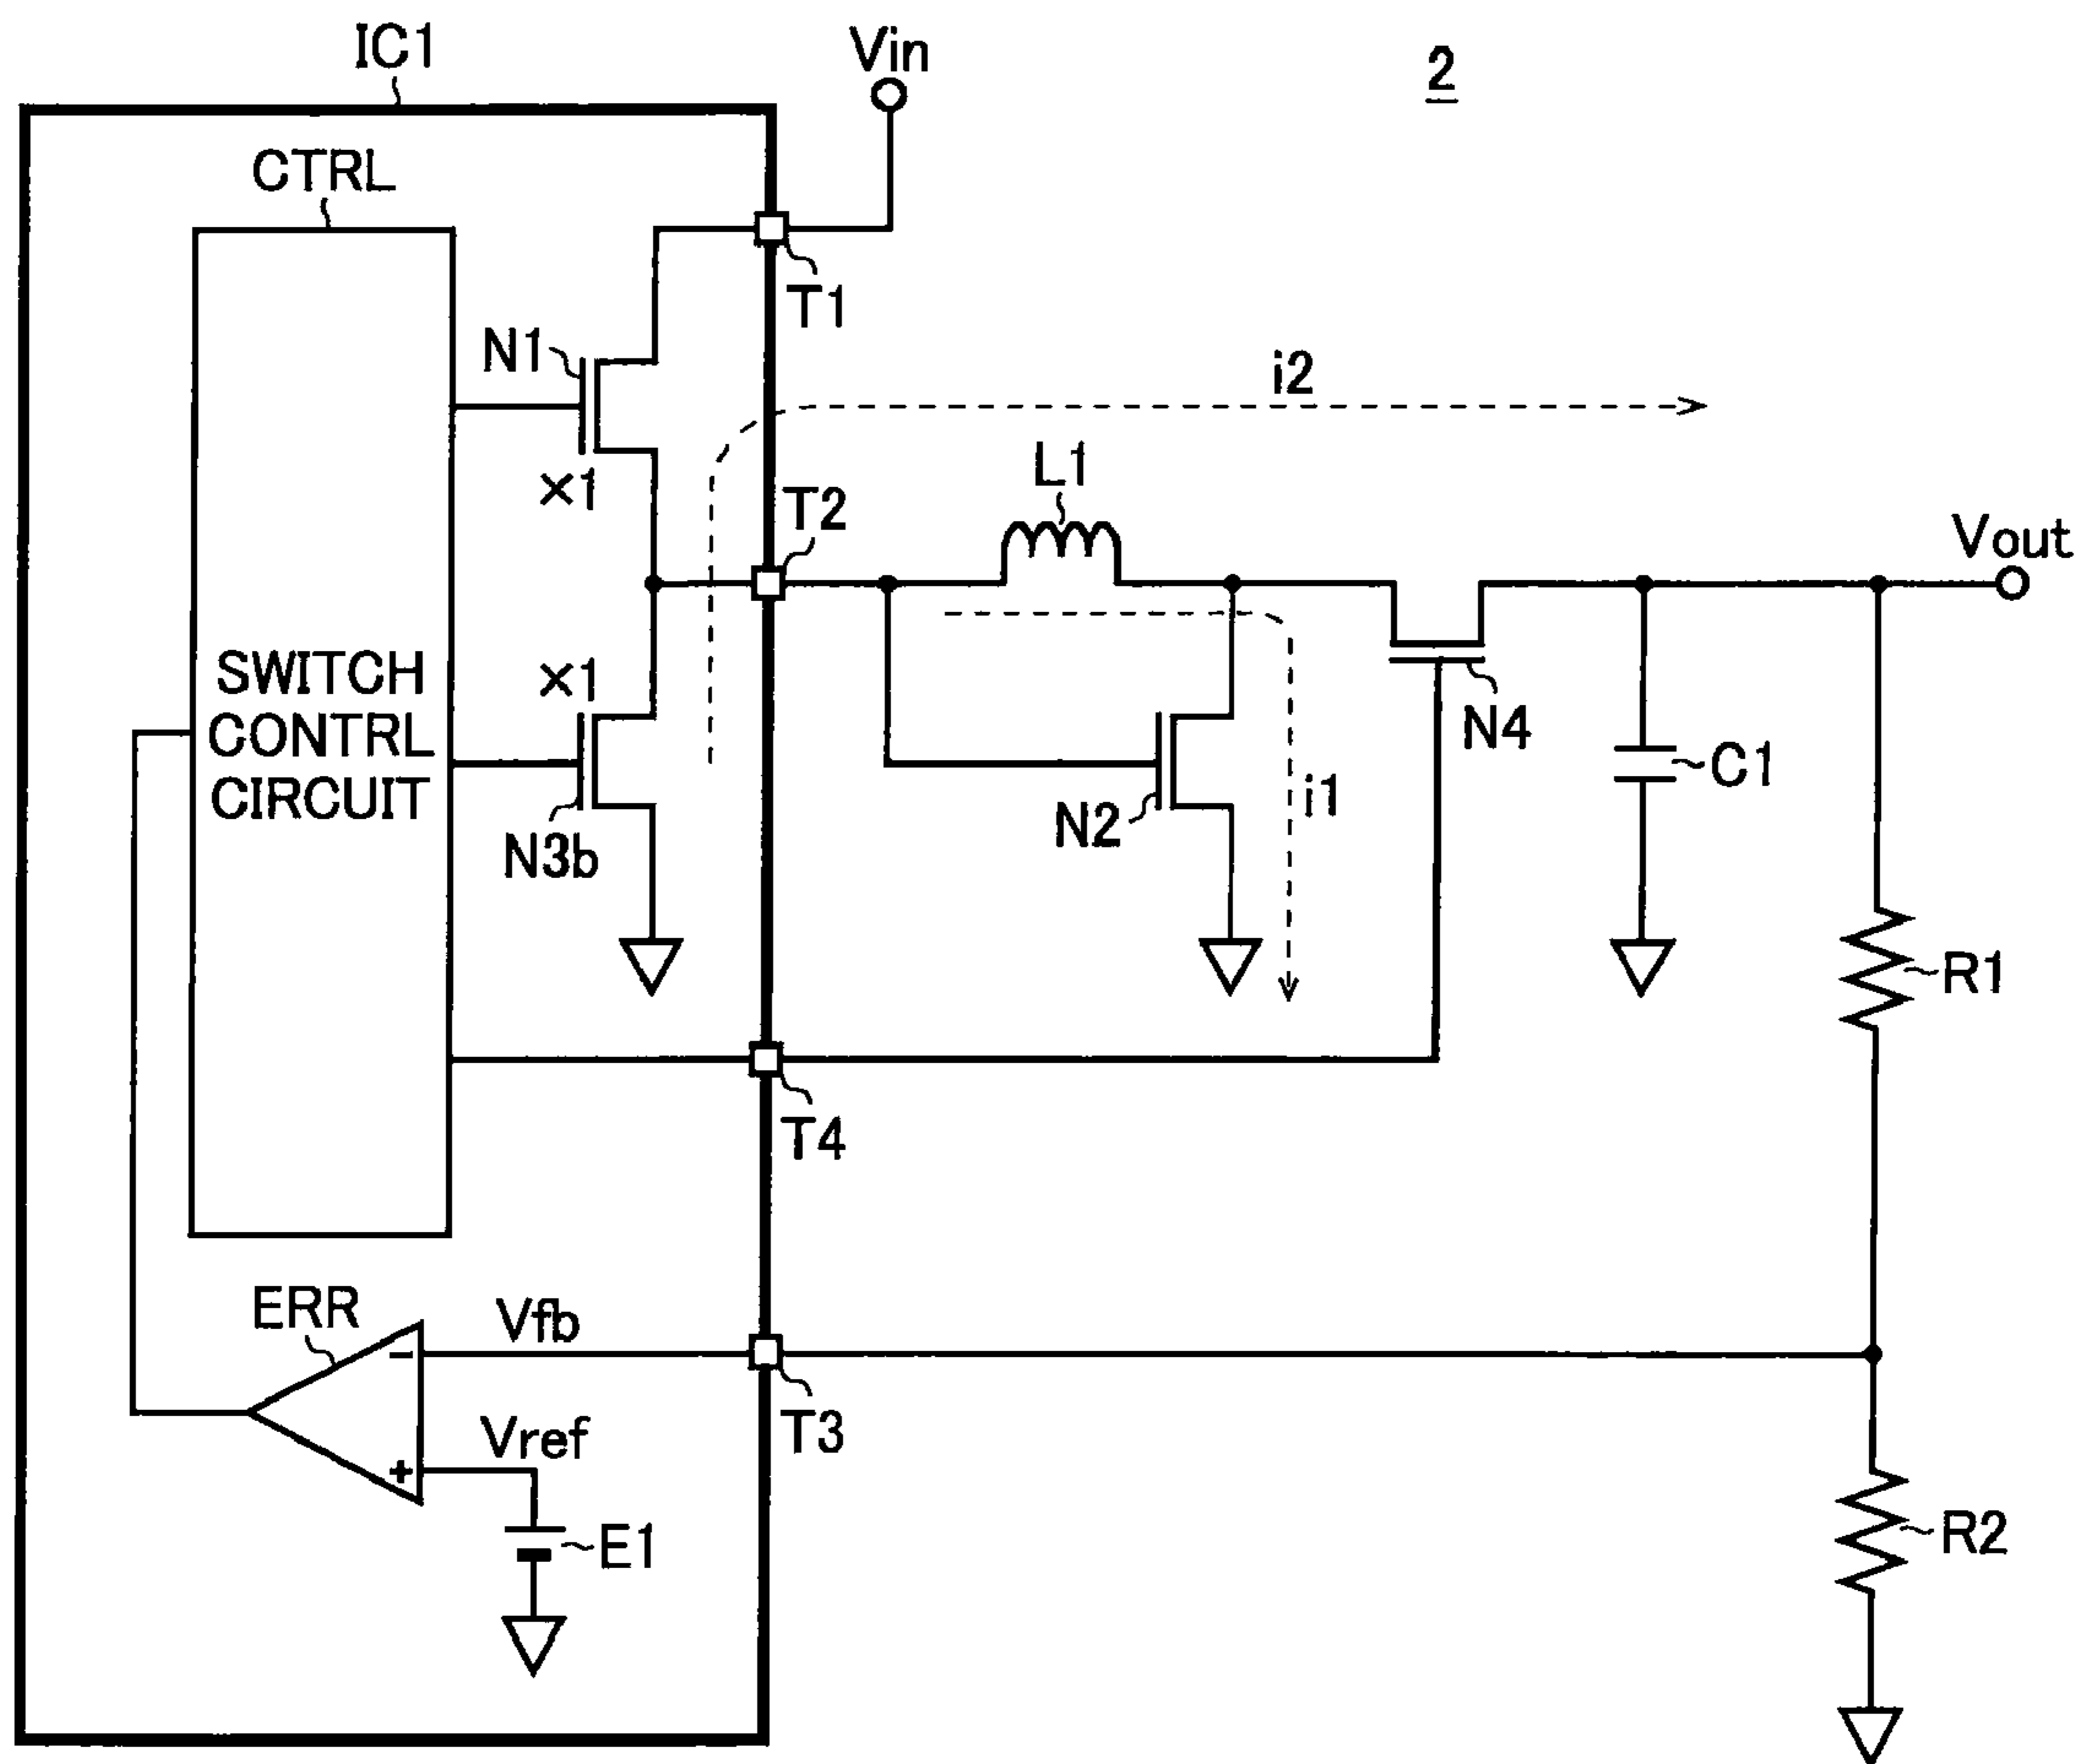 IC1
Vin
2
CTRL
T1
N1
i2
×1
T2
L1
Vout
×1
SWITCH
CONTRL
CIRCUIT
N4
C1
i1
N2
N3b
R1
T4
ERR
Vfb
-
T3
Vref
+
E1
R2